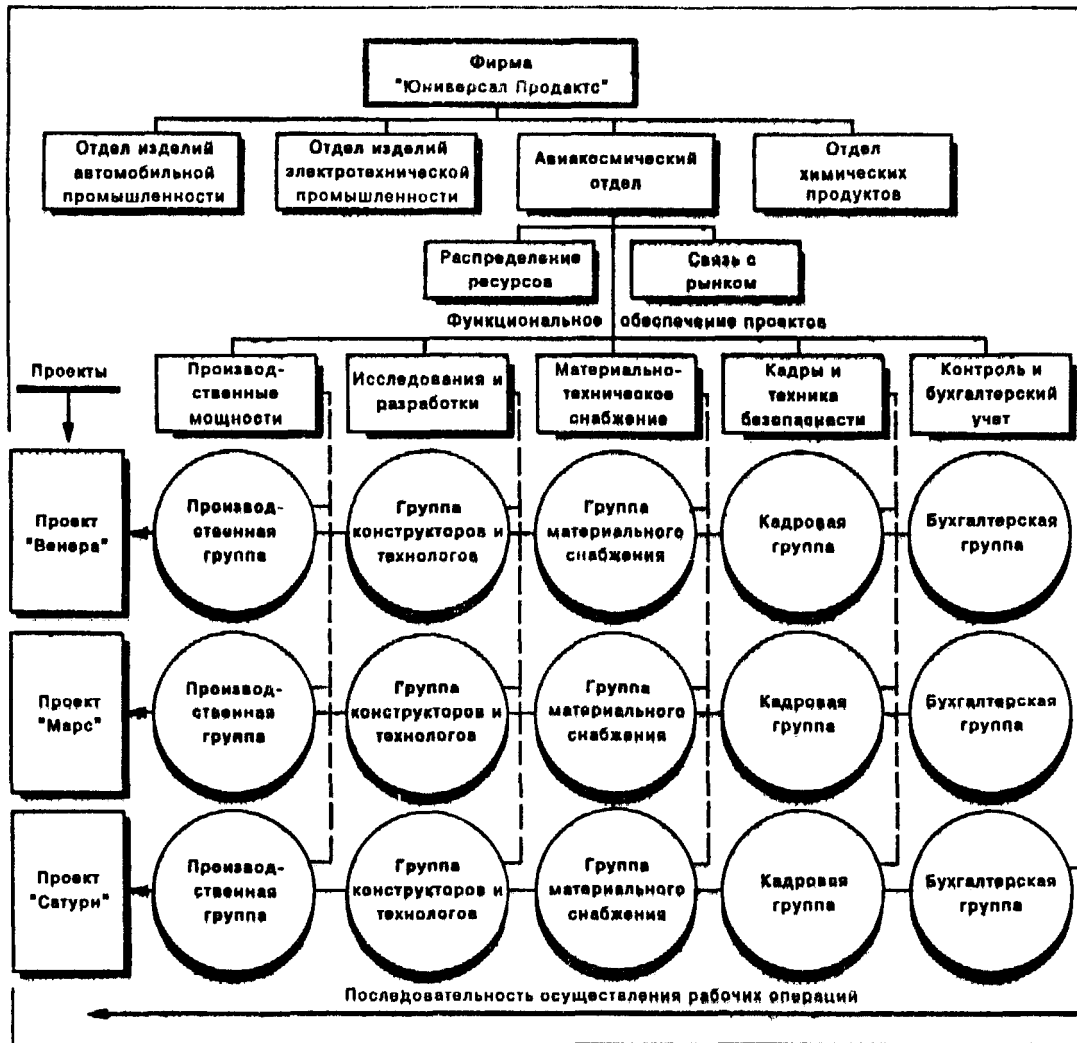 Фирма
"Юниверсал Продактс"
Отдел изделий
автомобильной
промышленности
Отдел изделий
электротехнической
промышленности
Авиакосмический
отдел
Отдел
химических
продуктов
Распределение
ресурсов
Связь с
рынком
Функциональное обеспечение проектов
Проекты
Производ-
ственные
мощности
Исследования и
разработки
Материально-
техническое
снабжение
Кадры и
техника
безопасности
Контроль и
бухгалтерский
учет
Проект
"Венера"
Производ-
ственная
группа
Группа
конструкторов и
технологов
Группа
материального
снабжения
Кадровая
группа
Бухгалтерская
группа
Проект
"Марс"
Производ-
ственная
группа
Группа
конструкторов и
технологов
Группа
материального
снабжения
Кадровая
группа
Бухгалтерская
группа
Проект
"Сатурн"
Производ-
ственная
группа
Группа
конструкторов и
технологов
Группа
материального
снабжения
Кадровая
группа
Бухгалтерская
группа
Последовательность осуществления рабочих операций